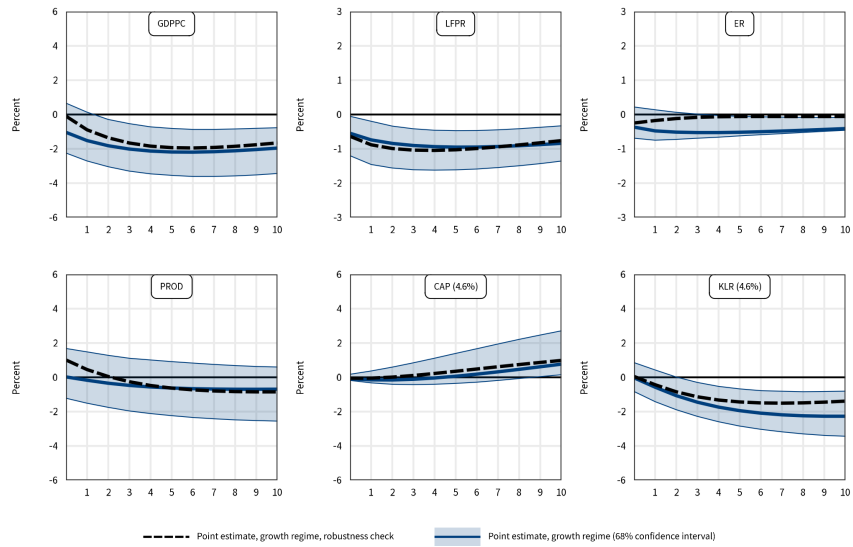 GDPPC
LFPR
ER
6
4
2
0
-2
-4
-6
Percent
1 2 3 4 5 6 7 8 9 10
3
2
1
0
-1
-2
-3
Percent
1 2 3 4 5 6 7 8 9 10
3
2
1
0
-1
-2
-3
Percent
1 2 3 4 5 6 7 8 9 10
PROD
CAP (4.6%)
KLR (4.6%)
6
4
2
0
-2
-4
-6
Percent
1 2 3 4 5 6 7 8 9 10
6
4
2
0
-2
-4
-6
Percent
1 2 3 4 5 6 7 8 9 10
6
4
2
0
-2
-4
-6
Percent
1 2 3 4 5 6 7 8 9 10
Point estimate, growth regime, robustness check
Point estimate, growth regime (68% confidence interval)